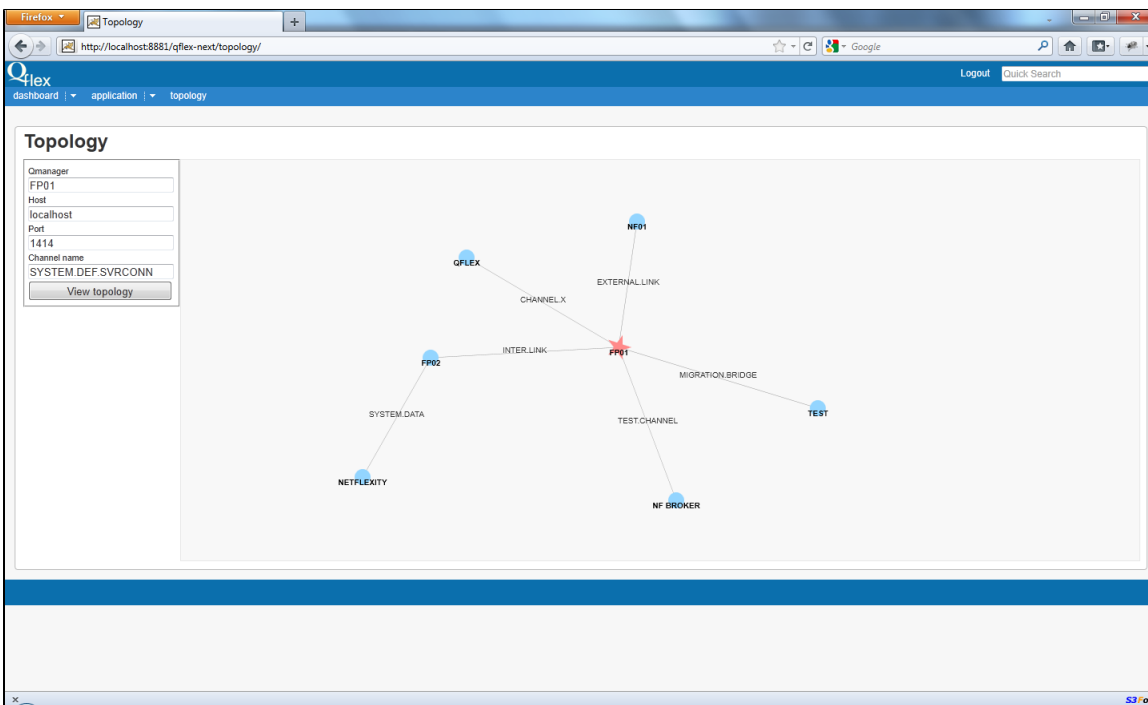 Firefox
Topology
http://localhost:8881/qflex-next/topology/
Google
Qflex
Logout
Quick Search
dashboard
application
topology
Topology
Qmanager
FP01
Host
localhost
Port
1414
Channel name
SYSTEM.DEF.SVRCONN
View topology
NF01
QFLEX
EXTERNAL.LINK
CHANNEL.X
INTER.LINK
FP01
FP02
MIGRATION.BRIDGE
SYSTEM.DATA
TEST
TEST.CHANNEL
NETFLEXITY
NF BROKER
S3Fo